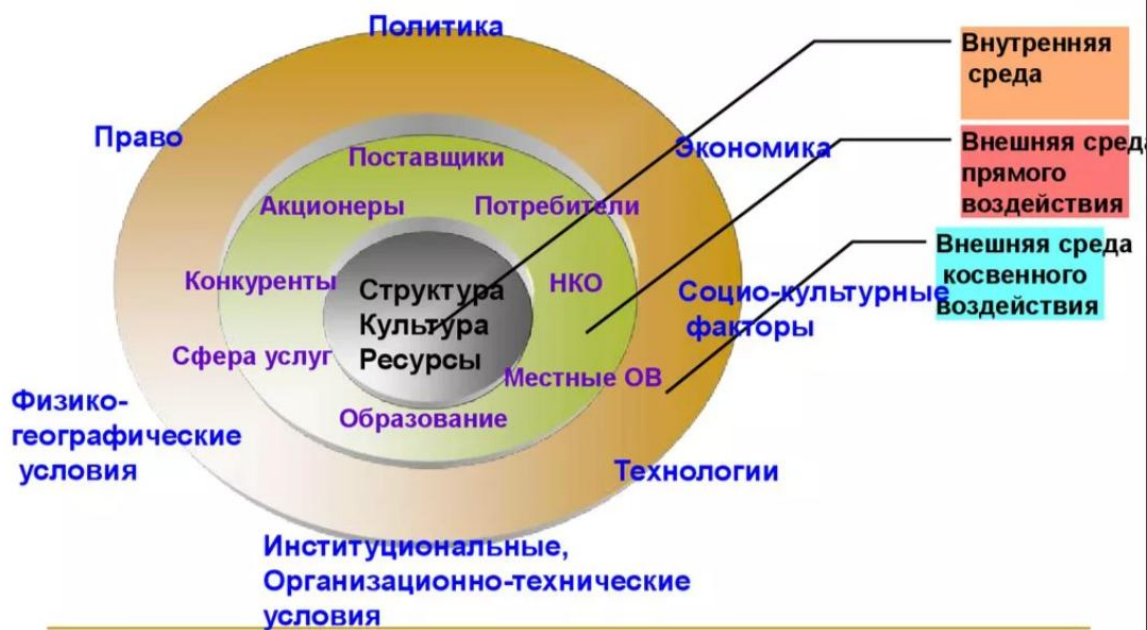 Политика
Внутренняя
среда
Право
Экономика
Внешняя среда
прямого
воздействия
Поставщики
Акционеры
Потребители
Внешняя среда
косвенного
воздействия
Конкуренты
НКО
Структура
Культура
Ресурсы
Социо-культурные
факторы
Сфера услуг
Местные ОВ
Образование
Физико-
географические
условия
Технологии
Институциональные,
Организационно-технические
условия